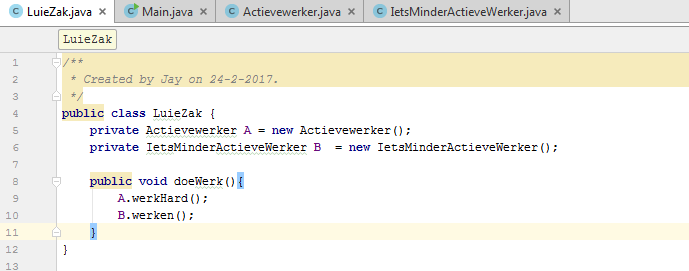 LuieZak.java × Main.java × Actievewerker.java × IetsMinderActieveWerker.java ×
LuieZak
1 /**
2 * Created by Jay on 24-2-2017.
3 */
4 public class LuieZak {
5 private Actievewerker A = new Actievewerker();
6 private IetsMinderActieveWerker B  = new IetsMinderActieveWerker();
7
8 public void doeWerk(){
9 A.werkHard();
10 B.werken();
11 }
12 }
13